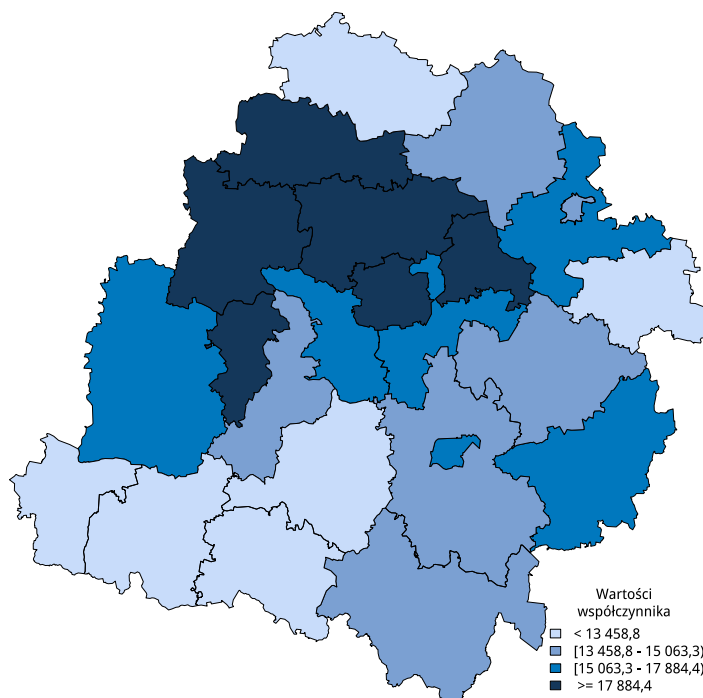 Wartości
współczynnika
< 13 458,8
[13 458,8 - 15 063,3)
[15 063,3 - 17 884,4)
>= 17 884,4